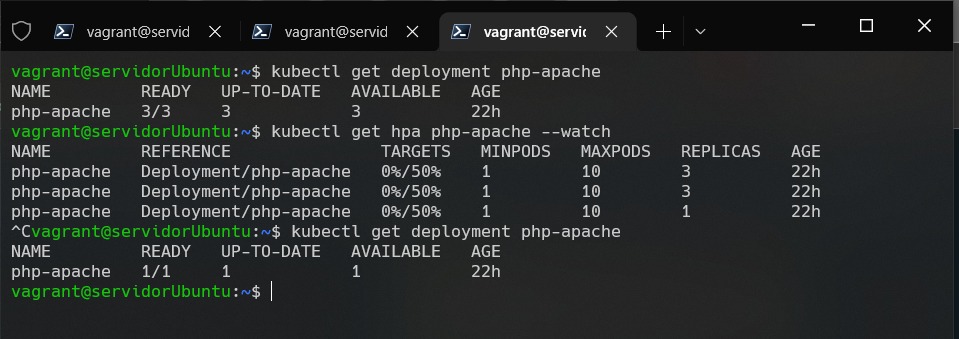 vagrant@servid
vagrant@servid
vagrant@servic
vagrant@servidorUbuntu:~$ kubectl get deployment php-apache
NAME READY UP-TO-DATE AVAILABLE AGE
php-apache 3/3 3 3 22h
vagrant@servidorUbuntu:~$ kubectl get hpa php-apache --watch
NAME REFERENCE TARGETS MINPODS MAXPODS REPLICAS AGE
php-apache Deployment/php-apache 0%/50% 1 10 3 22h
php-apache Deployment/php-apache 0%/50% 1 10 3 22h
php-apache Deployment/php-apache 0%/50% 1 10 1 22h
^Cvagrant@servidorUbuntu:~$ kubectl get deployment php-apache
NAME READY UP-TO-DATE AVAILABLE AGE
php-apache 1/1 1 1 22h
vagrant@servidorUbuntu:~$